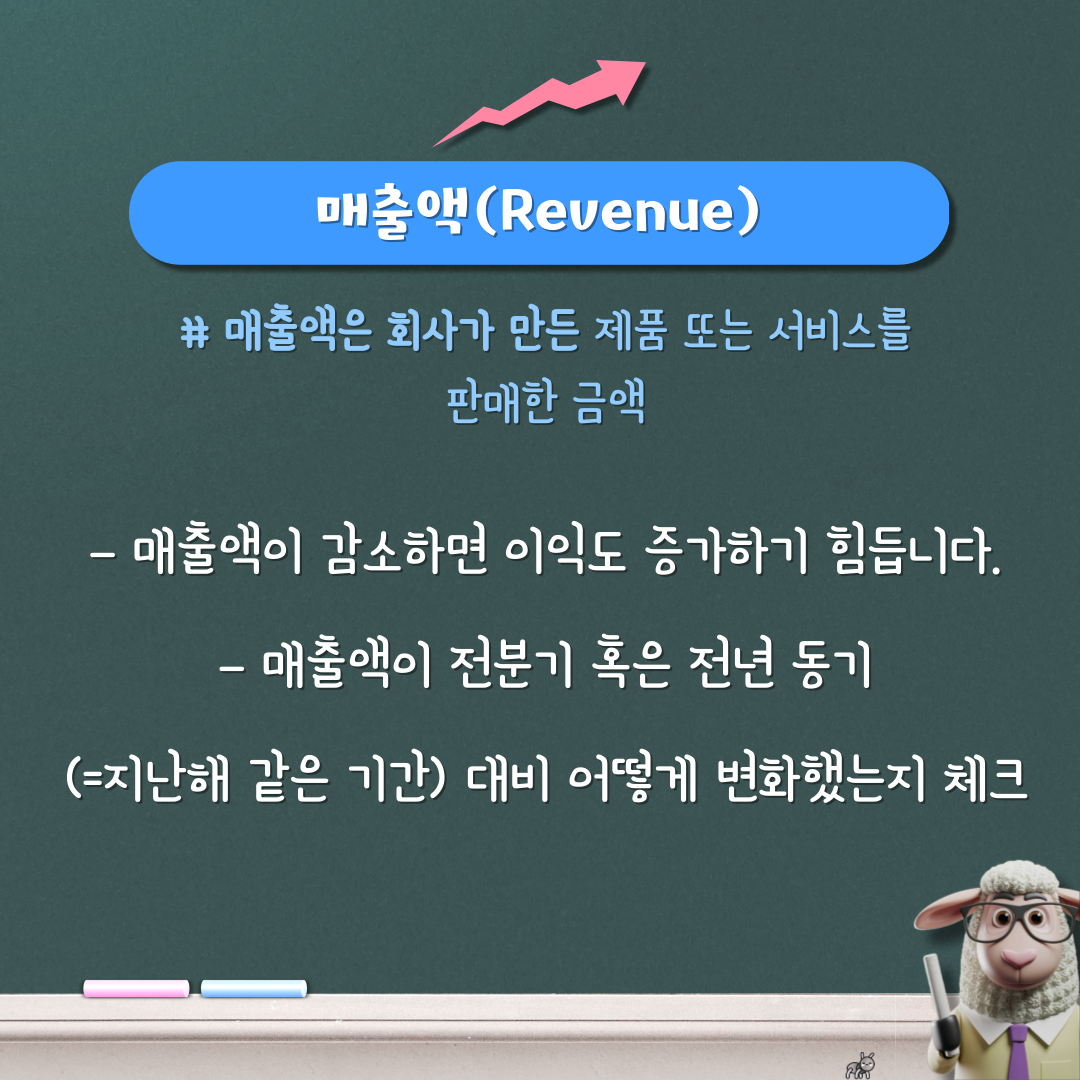 매출액(Revenue)
# 매출액은 회사가 만든 제품 또는 서비스를
판매한 금액
- 매출액이 감소하면 이익도 증가하기 힘듭니다.
- 매출액이 전분기 혹은 전년 동기
(=지난해 같은 기간) 대비 어떻게 변화했는지 체크